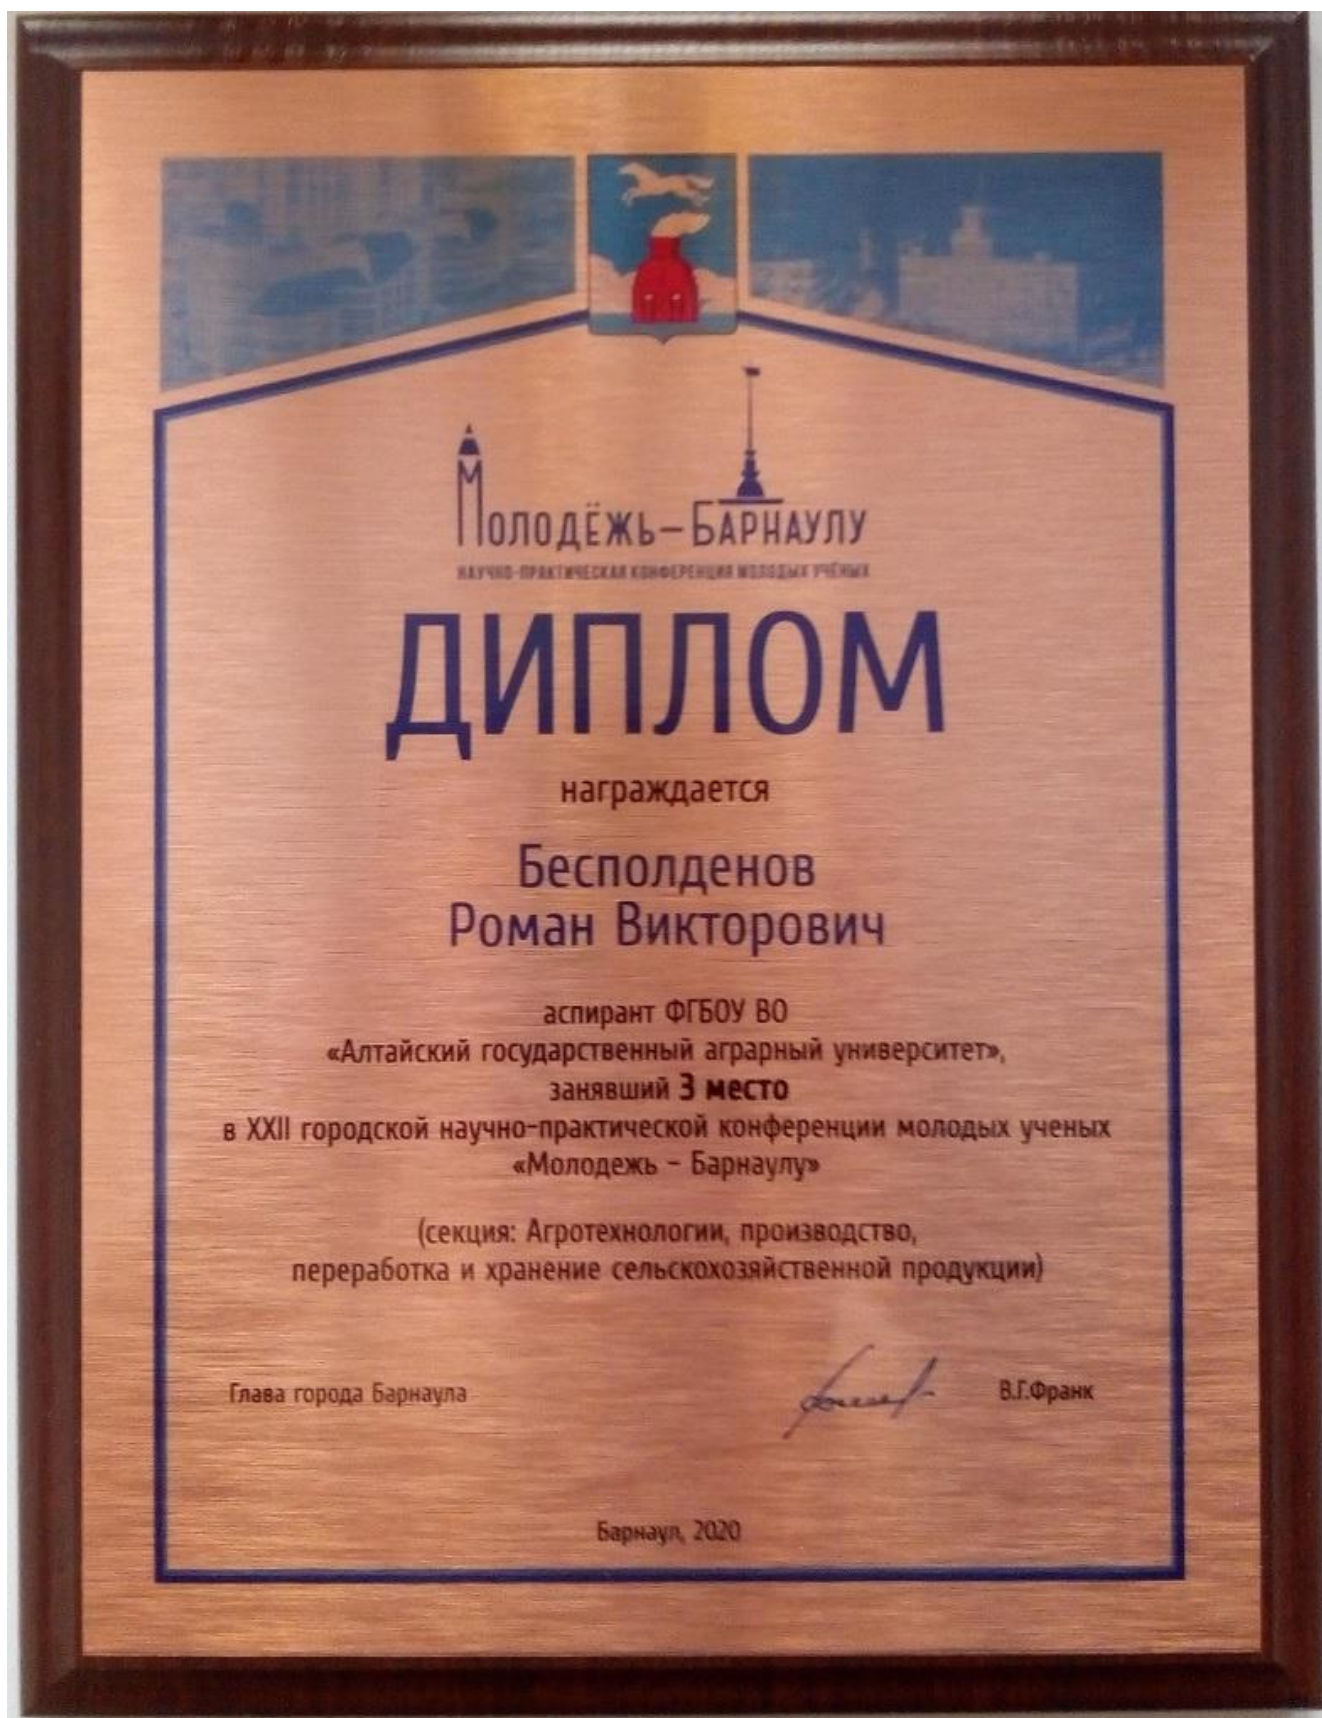 МОЛОДЁЖЬ–БАРНАУЛУ
НАУЧНО-ПРАКТИЧЕСКАЯ КОНФЕРЕНЦИЯ МОЛОДЫХ УЧЁНЫХ
ДИПЛОМ
награждается
Бесполденов
Роман Викторович
аспирант ФГБОУ ВО
«Алтайский государственный аграрный университет»,
занявший 3 место
в XXII городской научно-практической конференции молодых ученых
«Молодежь – Барнаулу»
(секция: Агротехнологии, производство,
переработка и хранение сельскохозяйственной продукции)
Глава города Барнаула В.Г.Франк
Барнаул, 2020